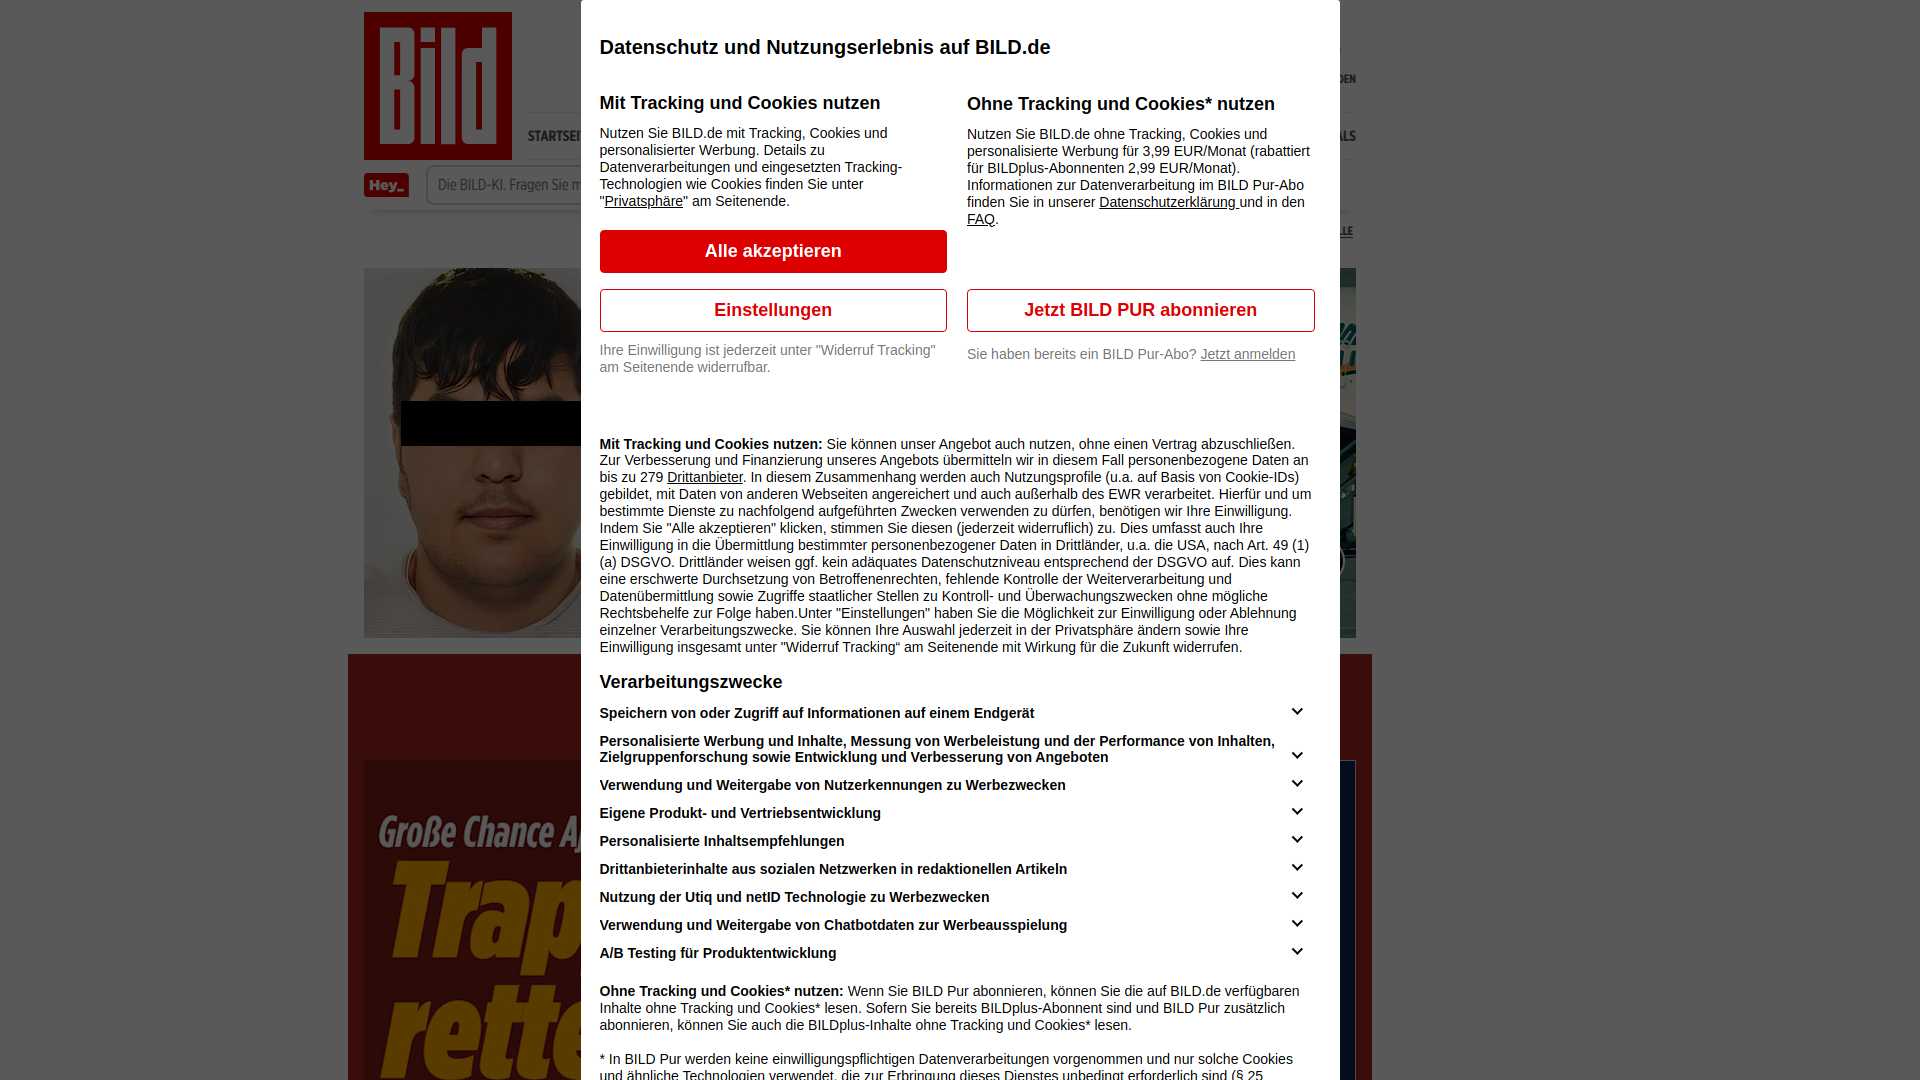 Bild
Datenschutz und Nutzungserlebnis auf BILD.de
Mit Tracking und Cookies nutzen
Nutzen Sie BILD.de mit Tracking, Cookies und
personalisierter Werbung. Details zu
Datenverarbeitungen und eingesetzten Tracking-
Technologien wie Cookies finden Sie unter
"Privatsphäre" am Seitenende.
Alle akzeptieren
Einstellungen
Ihre Einwilligung ist jederzeit unter "Widerruf Tracking"
am Seitenende widerrufbar.
Ohne Tracking und Cookies* nutzen
Nutzen Sie BILD.de ohne Tracking, Cookies und
personalisierte Werbung für 3,99 EUR/Monat (rabattiert
für BILDplus-Abonnenten 2,99 EUR/Monat).
Informationen zur Datenverarbeitung im BILD Pur-Abo
finden Sie in unserer Datenschutzerklärung und in den
FAQ.
Jetzt BILD PUR abonnieren
Sie haben bereits ein BILD Pur-Abo? Jetzt anmelden
Hey_
Die BILD-KI. Fragen Sie
Mit Tracking und Cookies nutzen: Sie können unser Angebot auch nutzen, ohne einen Vertrag abzuschließen.
Zur Verbesserung und Finanzierung unseres Angebots übermitteln wir in diesem Fall personenbezogene Daten an
bis zu 279 Drittanbieter. In diesem Zusammenhang werden auch Nutzungsprofile (u.a. auf Basis von Cookie-IDs)
gebildet, mit Daten von anderen Webseiten angereichert und auch außerhalb des EWR verarbeitet. Hierfür und um
bestimmte Dienste zu nachfolgend aufgeführten Zwecken verwenden zu dürfen, benötigen wir Ihre Einwilligung.
Indem Sie "Alle akzeptieren" klicken, stimmen Sie diesen (jederzeit widerruflich) zu. Dies umfasst auch Ihre
Einwilligung in die Übermittlung bestimmter personenbezogener Daten in Drittländer, u.a. die USA, nach Art. 49 (1)
(a) DSGVO. Drittländer weisen ggf. kein adäquates Datenschutzniveau entsprechend der DSGVO auf. Dies kann
eine erschwerte Durchsetzung von Betroffenenrechten, fehlende Kontrolle der Weiterverarbeitung und
Datenübermittlung sowie Zugriffe staatlicher Stellen zu Kontroll- und Überwachungszwecken ohne mögliche
Rechtsbehelfe zur Folge haben.Unter "Einstellungen" haben Sie die Möglichkeit zur Einwilligung oder Ablehnung
einzelner Verarbeitungszwecke. Sie können Ihre Auswahl jederzeit in der Privatsphäre ändern sowie Ihre
Einwilligung insgesamt unter "Widerruf Tracking“ am Seitenende mit Wirkung für die Zukunft widerrufen.
Verarbeitungszwecke
Speichern von oder Zugriff auf Informationen auf einem Endgerät
Personalisierte Werbung und Inhalte, Messung von Werbeleistung und der Performance von Inhalten,
Zielgruppenforschung sowie Entwicklung und Verbesserung von Angeboten
Verwendung und Weitergabe von Nutzerkennungen zu Werbezwecken
Eigene Produkt- und Vertriebsentwicklung
Personalisierte Inhaltsempfehlungen
Drittanbieterinhalte aus sozialen Netzwerken in redaktionellen Artikeln
Nutzung der Utiq und netID Technologie zu Werbezwecken
Verwendung und Weitergabe von Chatbotdaten zur Werbeausspielung
A/B Testing für Produktentwicklung
Große Chance
rette
Ohne Tracking und Cookies* nutzen: Wenn Sie BILD Pur abonnieren, können Sie die auf BILD.de verfügbaren
Inhalte ohne Tracking und Cookies* lesen. Sofern Sie bereits BILDplus-Abonnent sind und BILD Pur zusätzlich
abonnieren, können Sie auch die BILDplus-Inhalte ohne Tracking und Cookies* lesen.
* In BILD Pur werden keine einwilligungspflichtigen Datenverarbeitungen vorgenommen und nur solche Cookies
und ähnliche Technologien verwendet, die zur Erbringung dieses Dienstes unbedingt erforderlich sind (§ 25